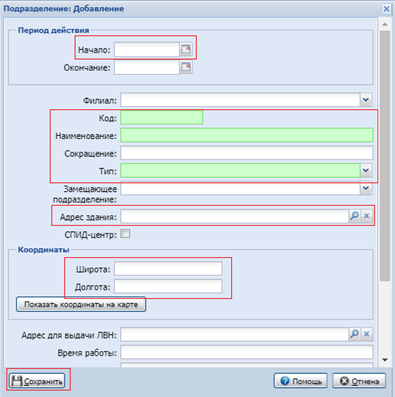 Подразделение: Добавление
Период действия
Начало:
Окончание:
Филиал:
Код:
Наименование:
Сокращение:
Тип:
Замещающее
подразделение:
Адрес здания:
СПИД-центр:
Координаты
Широта:
Долгота:
Показать координаты на карте
Адрес для выдачи ЛВН:
Время работы:
Сохранить
Помощь
Отмена